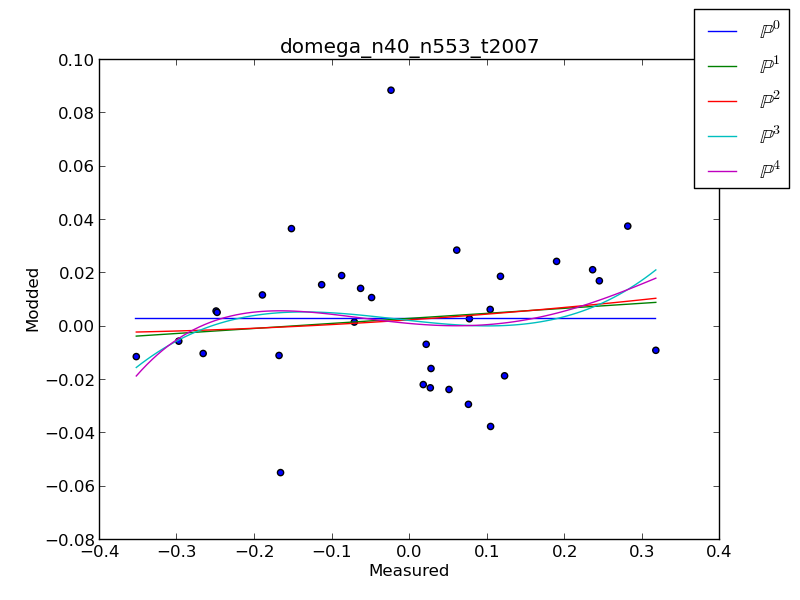 domega_n40_n553_t2007
ℙ⁰
ℙ¹
ℙ²
ℙ³
ℙ⁴
0.10
0.08
0.06
0.04
0.02
0.00
−0.02
−0.04
−0.06
−0.08
Modded
−0.4 −0.3 −0.2 −0.1 0.0 0.1 0.2 0.3 0.4
Measured